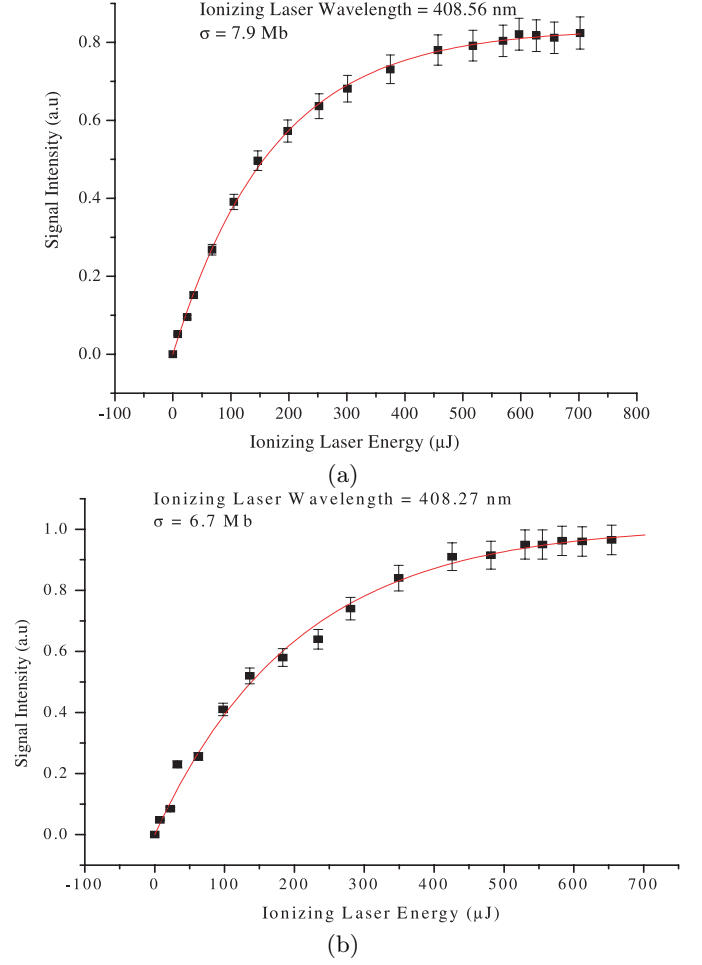 Ionizing Laser Wavelength = 408.56 nm
σ = 7.9 Mb
0.8
0.6
0.4
0.2
0.0
Signal Intensity (a.u)
-100 0 100 200 300 400 500 600 700 800
Ionizing Laser Energy (µJ)
(a)
Ionizing Laser Wavelength = 408.27 nm
σ = 6.7 Mb
1.0
0.8
0.6
0.4
0.2
0.0
Signal Intensity (a.u)
-100 0 100 200 300 400 500 600 700
Ionizing Laser Energy (µJ)
(b)